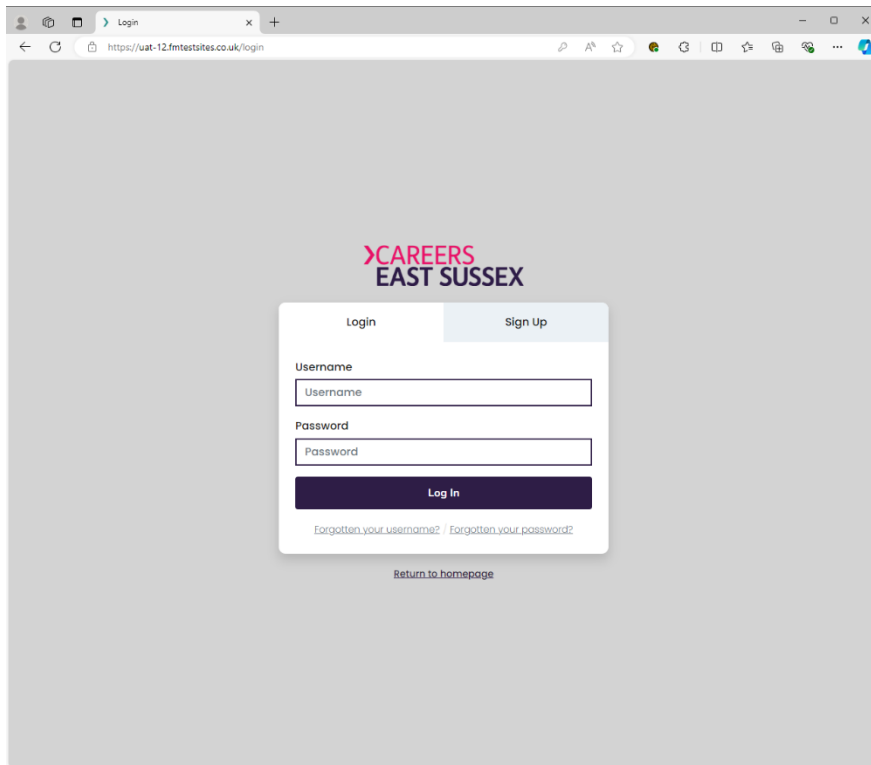 Login
https://uat-12.fmtestsites.co.uk/login
CAREERS
EAST SUSSEX
Login
Sign Up
Username
Username
Password
Password
Log In
Forgotten your username? / Forgotten your password?
Return to homepage